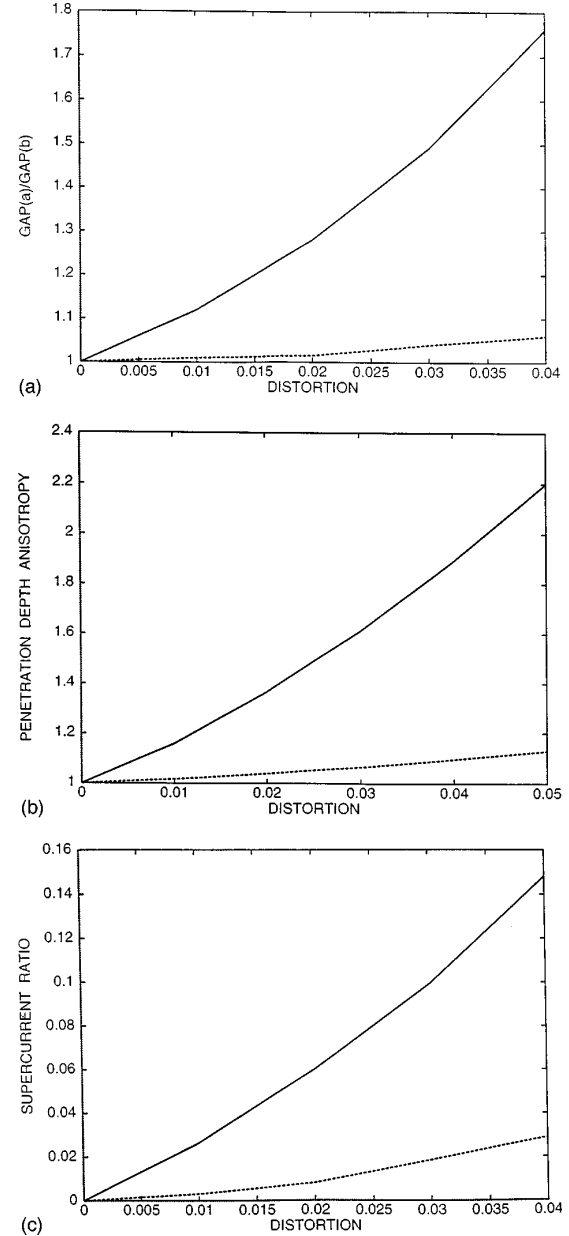 1.8
1.7
1.6
1.5
1.4
1.3
1.2
1.1
1
GAP(a)/GAP(b)
0 0.005 0.01 0.015 0.02 0.025 0.03 0.035 0.04
DISTORTION
(a)
2.4
2.2
2
1.8
1.6
1.4
1.2
1
PENETRATION DEPTH ANISOTROPY
0 0.01 0.02 0.03 0.04 0.05
DISTORTION
(b)
0.16
0.14
0.12
0.1
0.08
0.06
0.04
0.02
0
SUPERCURRENT RATIO
0.005 0.01 0.015 0.02 0.025 0.03 0.035 0.04
DISTORTION
(c)